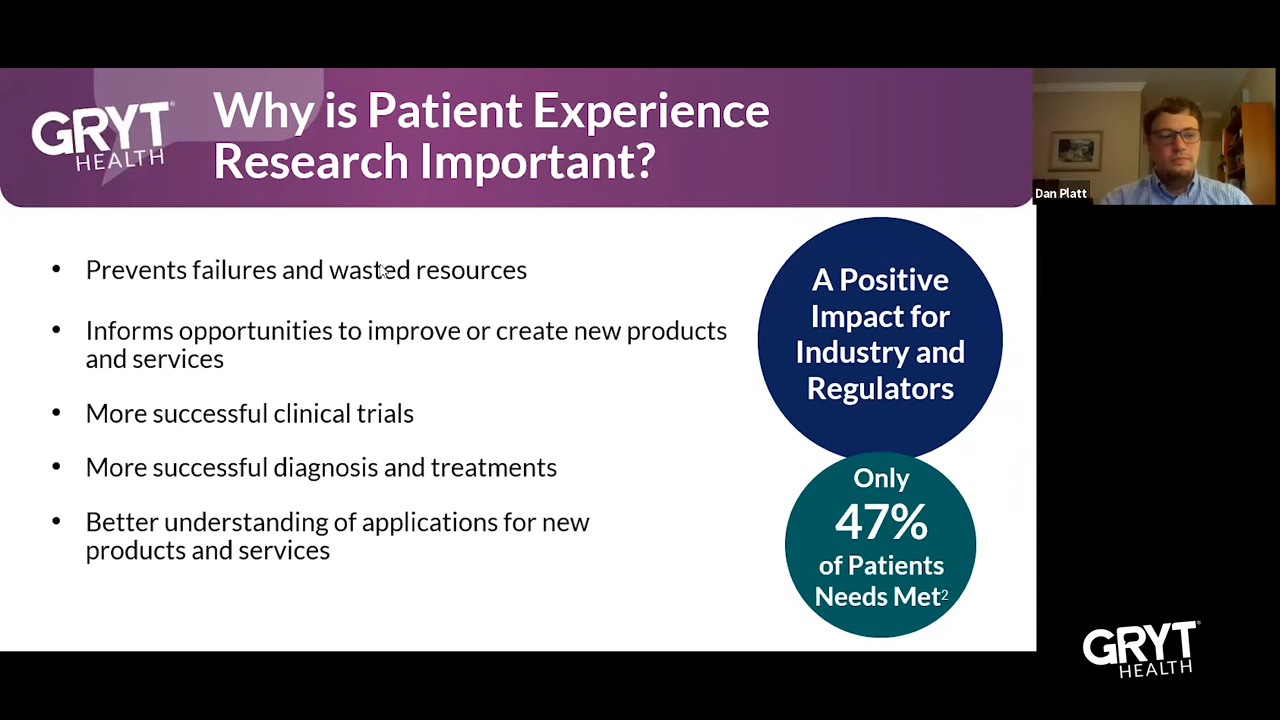 GRYT®
HEALTH
Why is Patient Experience
Research Important?
Dan Platt
• Prevents failures and wasted resources
• Informs opportunities to improve or create new products
and services
• More successful clinical trials
• More successful diagnosis and treatments
• Better understanding of applications for new
products and services
A Positive
Impact for
Industry and
Regulators
Only
47%
of Patients
Needs Met²
GRYT®
HEALTH